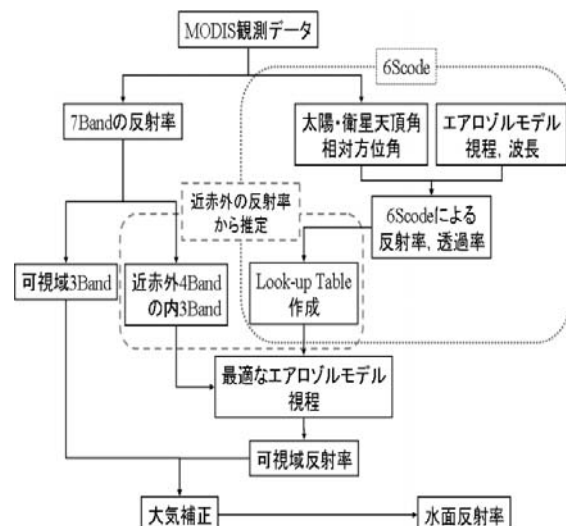 MODIS観測データ
6Scode
7Bandの反射率
太陽・衛星天頂角
相対方位角
エアロゾルモデル
視程, 波長
近赤外の反射率
から推定
6Scodeによる
反射率, 透過率
可視域3Band
近赤外4Band
の内3Band
Look-up Table
作成
最適なエアロゾルモデル
視程
可視域反射率
大気補正
水面反射率